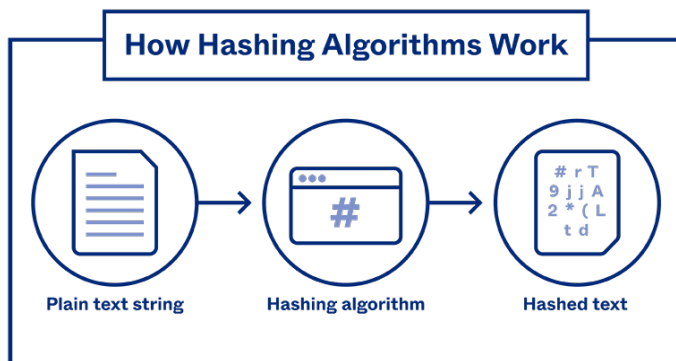 How Hashing Algorithms Work
#
# r T
9 j j A
2 * ( L
t d
Plain text string
Hashing algorithm
Hashed text